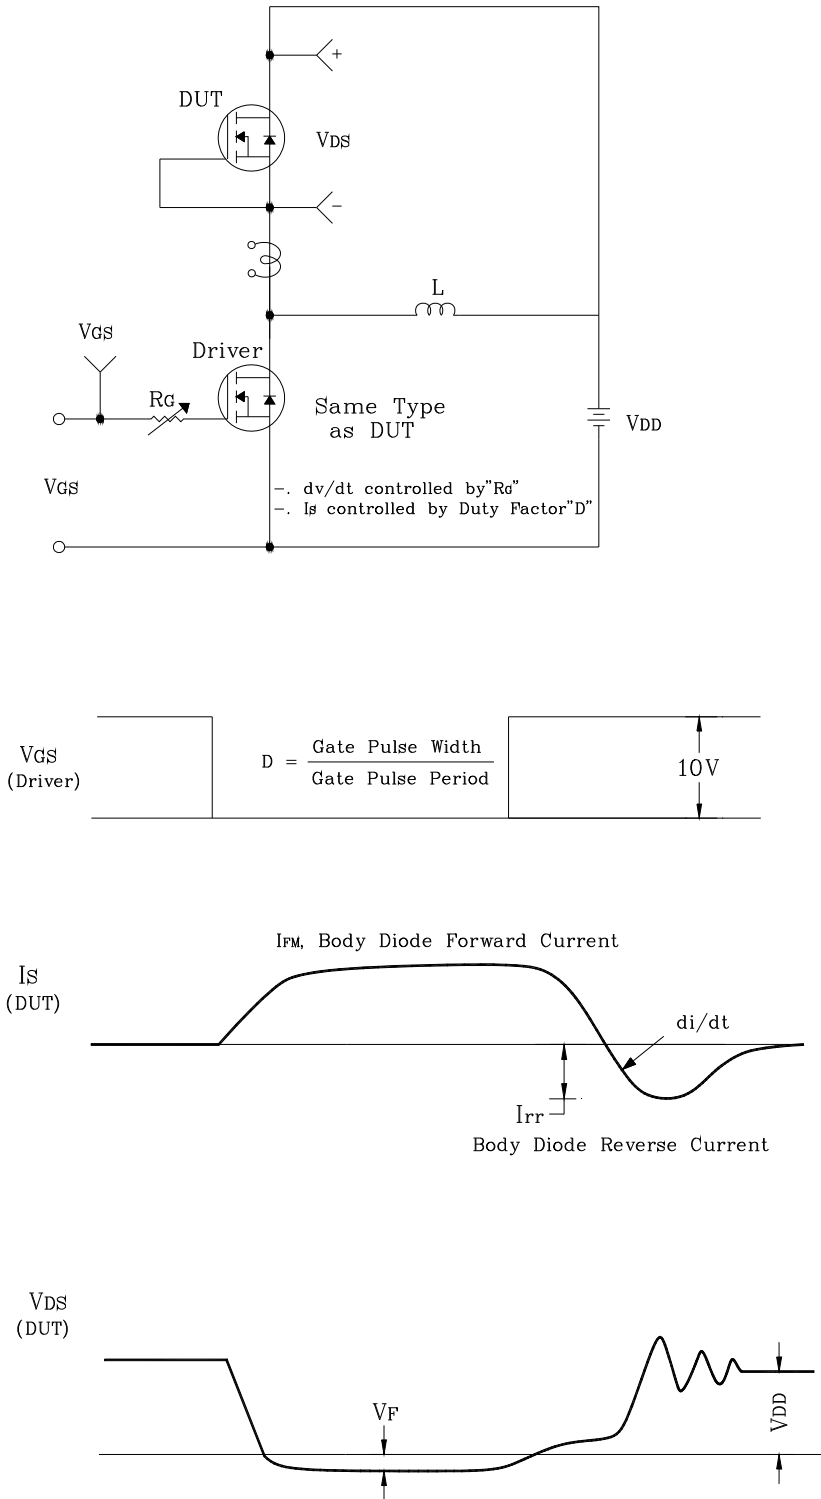 +
DUT
VDS
−
L
VGS
Driver
RG
Same Type
as DUT
VDD
VGS
−. dv/dt controlled by"RG"
−. Is controlled by Duty Factor"D"
VGS
(Driver)
D = Gate Pulse Width
Gate Pulse Period
10V
IFM, Body Diode Forward Current
IS
(DUT)
di/dt
Irr
Body Diode Reverse Current
VDS
(DUT)
VF
VDD